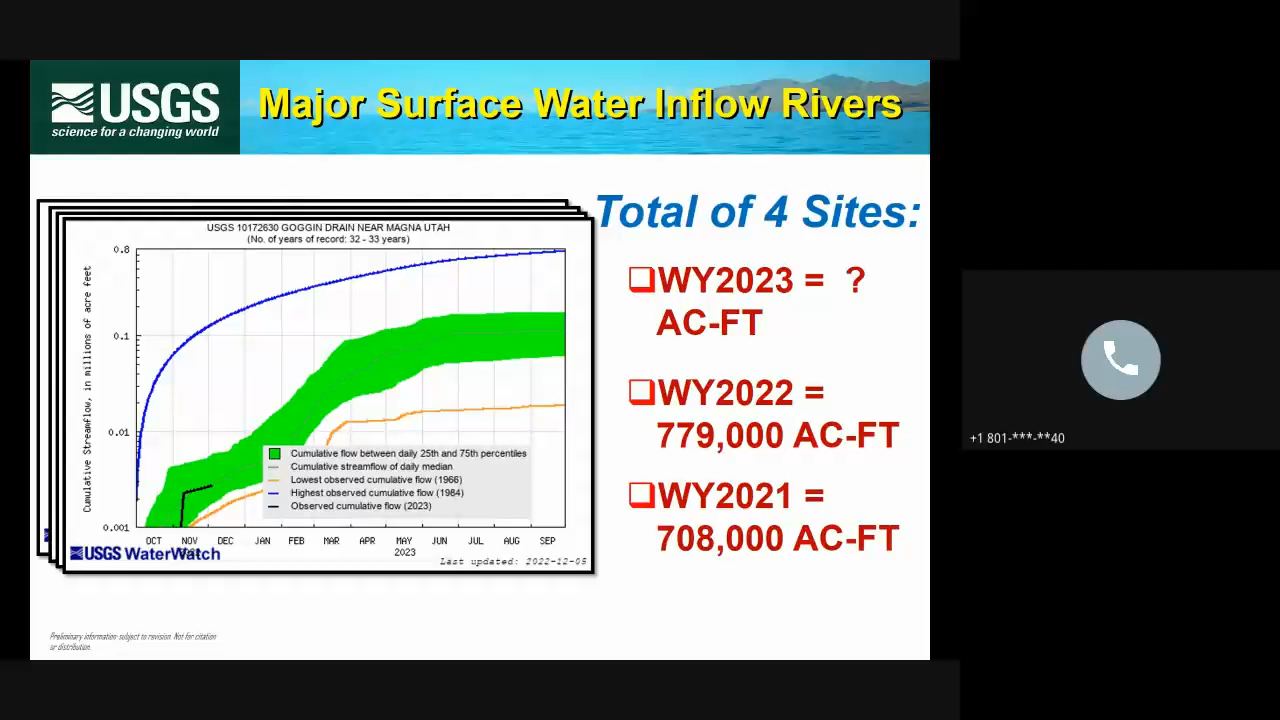 USGS
science for a changing world
Major Surface Water Inflow Rivers
USGS 10172630 GOGGIN DRAIN NEAR MAGNA UTAH
(No. of years of record: 32 - 33 years)
Cumulative Streamflow, in millions of acre feet
0.8
0.1
0.01
0.001
Cumulative flow between daily 25th and 75th percentiles
Cumulative streamflow of daily median
Lowest observed cumulative flow (1966)
Highest observed cumulative flow (1984)
Observed cumulative flow (2023)
OCT NOV DEC JAN FEB MAR APR MAY JUN JUL AUG SEP
2023
USGS WaterWatch
Last updated: 2022-12-05
Total of 4 Sites:
❑WY2023 = ?
AC-FT
❑WY2022 =
779,000 AC-FT
❑WY2021 =
708,000 AC-FT
Preliminary information-subject to revision. Not for citation
or distribution.
+1 801-***-**40